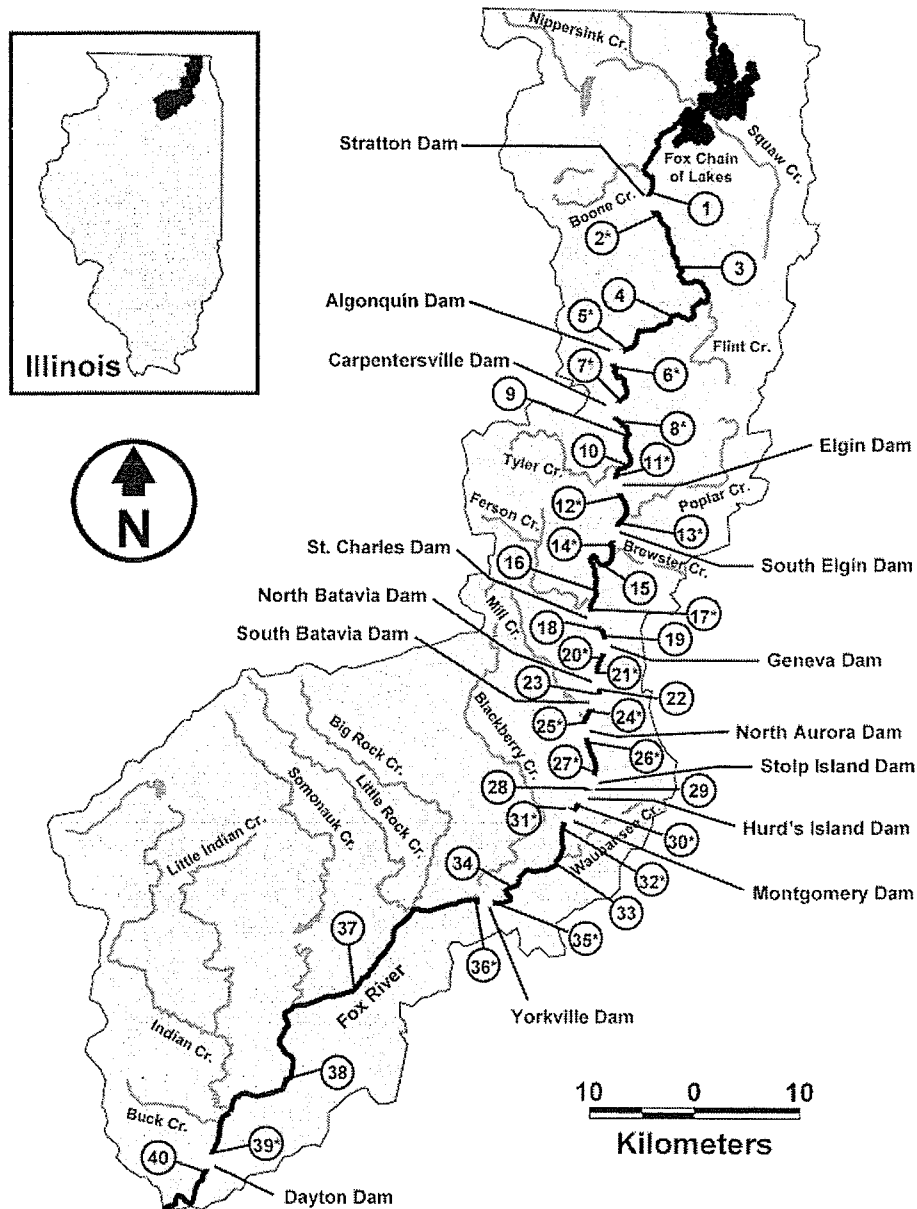 Nippersink Cr.
Stratton Dam
Fox Chain
of Lakes
Squaw Cr.
Boone Cr.
1
2*
3
4
Algonquin Dam
5*
Flint Cr.
Carpentersville Dam
7*
6*
Illinois
9
8*
10
11*
Elgin Dam
Tyler Cr.
N
12*
Poplar Cr.
Ferson Cr.
13*
St. Charles Dam
14*
Brewster Cr.
South Elgin Dam
16
15
North Batavia Dam
17*
Mill Cr.
18
19
South Batavia Dam
20*
21*
Geneva Dam
23
22
Blackberry Cr.
25*
24*
North Aurora Dam
Big Rock Cr.
27*
26*
Stolp Island Dam
Somonauk Cr.
Little Rock Cr.
28
29
31*
Hurd's Island Dam
Little Indian Cr.
Waubansee Cr.
30*
34
32*
Montgomery Dam
37
33
36*
35*
Fox River
Yorkville Dam
Indian Cr.
38
10 0 10
Kilometers
Buck Cr.
39*
40
Dayton Dam